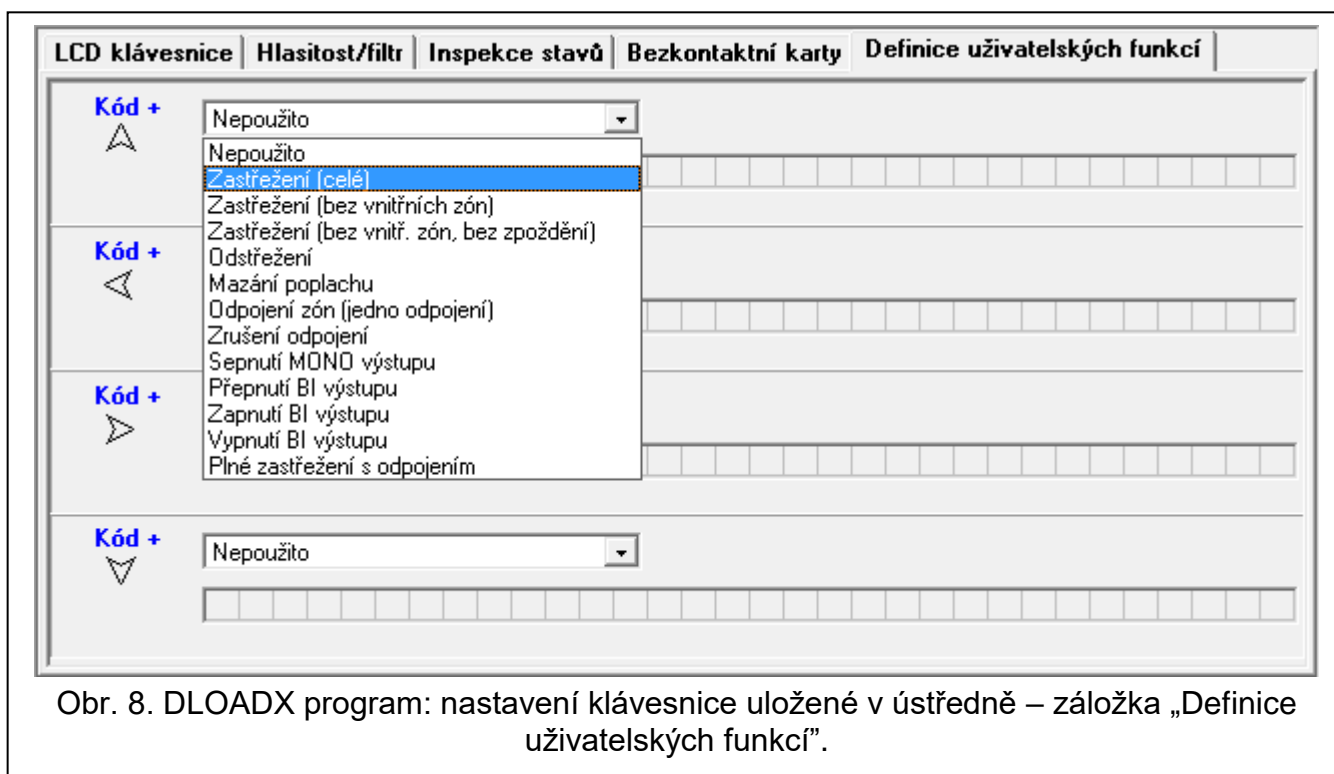 LCD klávesnice Hlasitost/filtr Inspekce stavů Bezkontaktní karty Definice uživatelských funkcí
Kód +
Nepoužito
Nepoužito
Zastřežení (celé)
Zastřežení (bez vnitřních zón)
Zastřežení (bez vnitř. zón, bez zpoždění)
Odstřežení
Mazání poplachu
Odpojení zón (jedno odpojení)
Zrušení odpojení
Sepnutí MONO výstupu
Přepnutí BI výstupu
Zapnutí BI výstupu
Vypnutí BI výstupu
Plné zastřežení s odpojením
Kód +
Kód +
Kód +
Nepoužito
Obr. 8. DLOADX program: nastavení klávesnice uložené v ústředně – záložka „Definice
uživatelských funkcí”.